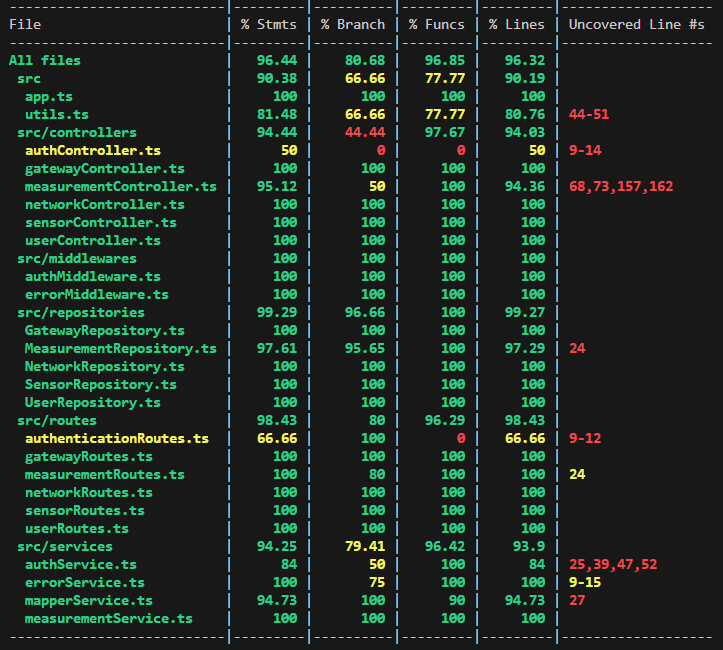 ---------------------------|---------|----------|---------|---------|-------------------
File                       | % Stmts | % Branch | % Funcs | % Lines | Uncovered Line #s
---------------------------|---------|----------|---------|---------|-------------------
All files                  |   96.44 |    80.68 |   96.85 |   96.32 |
 src                       |   90.38 |    66.66 |   77.77 |   90.19 |
  app.ts                   |     100 |      100 |     100 |     100 |
  utils.ts                 |   81.48 |    66.66 |   77.77 |   80.76 | 44-51
 src/controllers           |   94.44 |    44.44 |   97.67 |   94.03 |
  authController.ts        |      50 |        0 |       0 |      50 | 9-14
  gatewayController.ts     |     100 |      100 |     100 |     100 |
  measurementController.ts |   95.12 |       50 |     100 |   94.36 | 68,73,157,162
  networkController.ts     |     100 |      100 |     100 |     100 |
  sensorController.ts      |     100 |      100 |     100 |     100 |
  userController.ts        |     100 |      100 |     100 |     100 |
 src/middlewares           |     100 |      100 |     100 |     100 |
  authMiddleware.ts        |     100 |      100 |     100 |     100 |
  errorMiddleware.ts       |     100 |      100 |     100 |     100 |
 src/repositories          |   99.29 |    96.66 |     100 |   99.27 |
  GatewayRepository.ts     |     100 |      100 |     100 |     100 |
  MeasurementRepository.ts |   97.61 |    95.65 |     100 |   97.29 | 24
  NetworkRepository.ts     |     100 |      100 |     100 |     100 |
  SensorRepository.ts      |     100 |      100 |     100 |     100 |
  UserRepository.ts        |     100 |      100 |     100 |     100 |
 src/routes                |   98.43 |       80 |   96.29 |   98.43 |
  authenticationRoutes.ts  |   66.66 |      100 |       0 |   66.66 | 9-12
  gatewayRoutes.ts         |     100 |      100 |     100 |     100 |
  measurementRoutes.ts     |     100 |       80 |     100 |     100 | 24
  networkRoutes.ts         |     100 |      100 |     100 |     100 |
  sensorRoutes.ts          |     100 |      100 |     100 |     100 |
  userRoutes.ts            |     100 |      100 |     100 |     100 |
 src/services              |   94.25 |    79.41 |   96.42 |    93.9 |
  authService.ts           |      84 |       50 |     100 |      84 | 25,39,47,52
  errorService.ts          |     100 |       75 |     100 |     100 | 9-15
  mapperService.ts         |   94.73 |      100 |      90 |   94.73 | 27
  measurementService.ts    |     100 |      100 |     100 |     100 |
---------------------------|---------|----------|---------|---------|-------------------